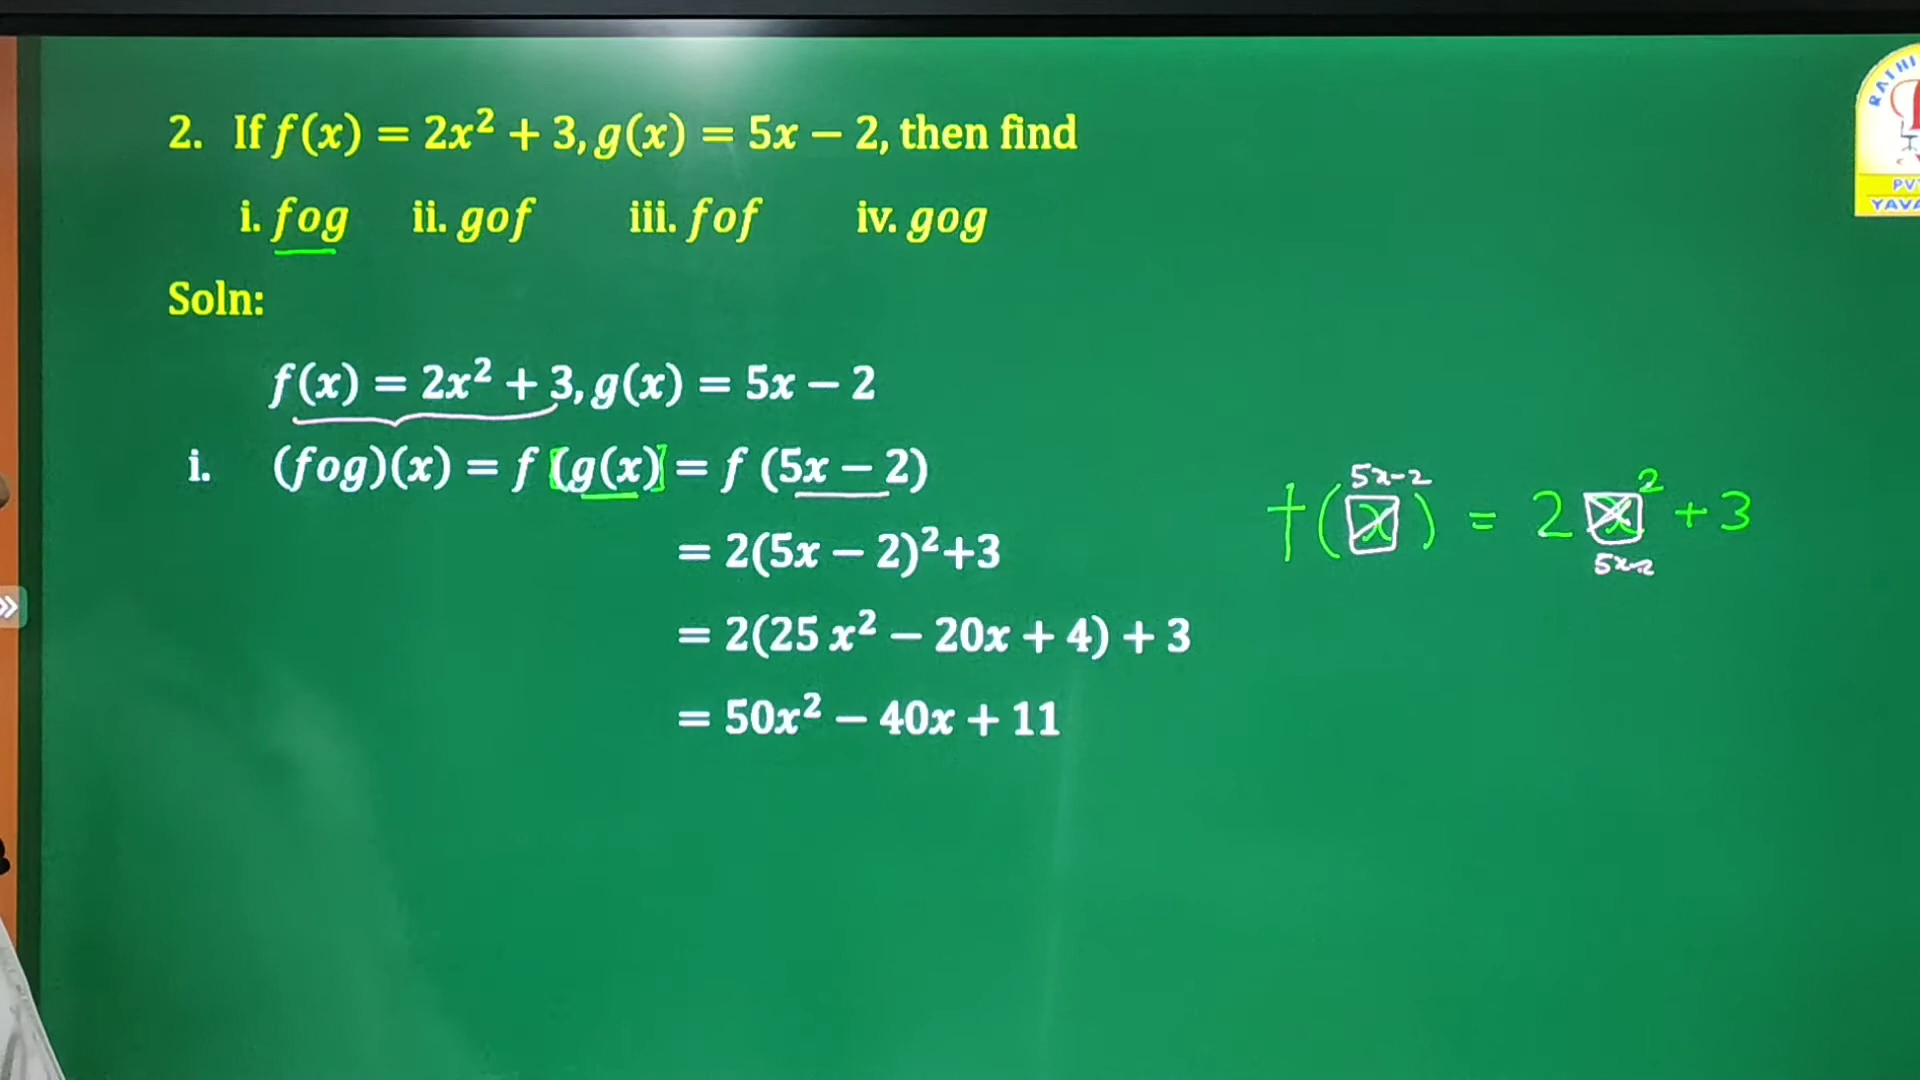 2. If f(x) = 2x² + 3, g(x) = 5x − 2, then find
i. fog ii. gof iii. fof iv. gog
Soln:
f(x) = 2x² + 3, g(x) = 5x − 2
i. (fog)(x) = f (g(x)) = f (5x − 2)
= 2(5x − 2)²+3
= 2(25 x² − 20x + 4) + 3
= 50x² − 40x + 11
5x-2
f(x) = 2 x² + 3
5x-2
RATHI